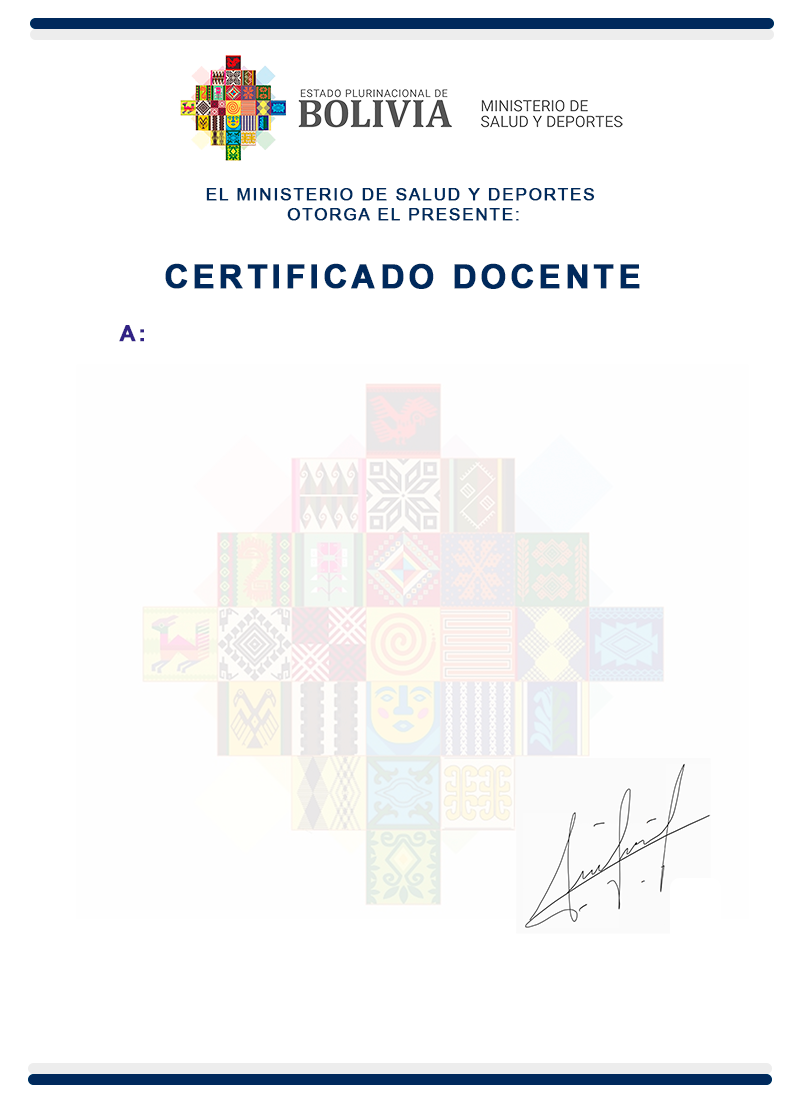 ESTADO PLURINACIONAL DE
BOLIVIA
MINISTERIO DE
SALUD Y DEPORTES
EL MINISTERIO DE SALUD Y DEPORTES
OTORGA EL PRESENTE:
CERTIFICADO DOCENTE
A: